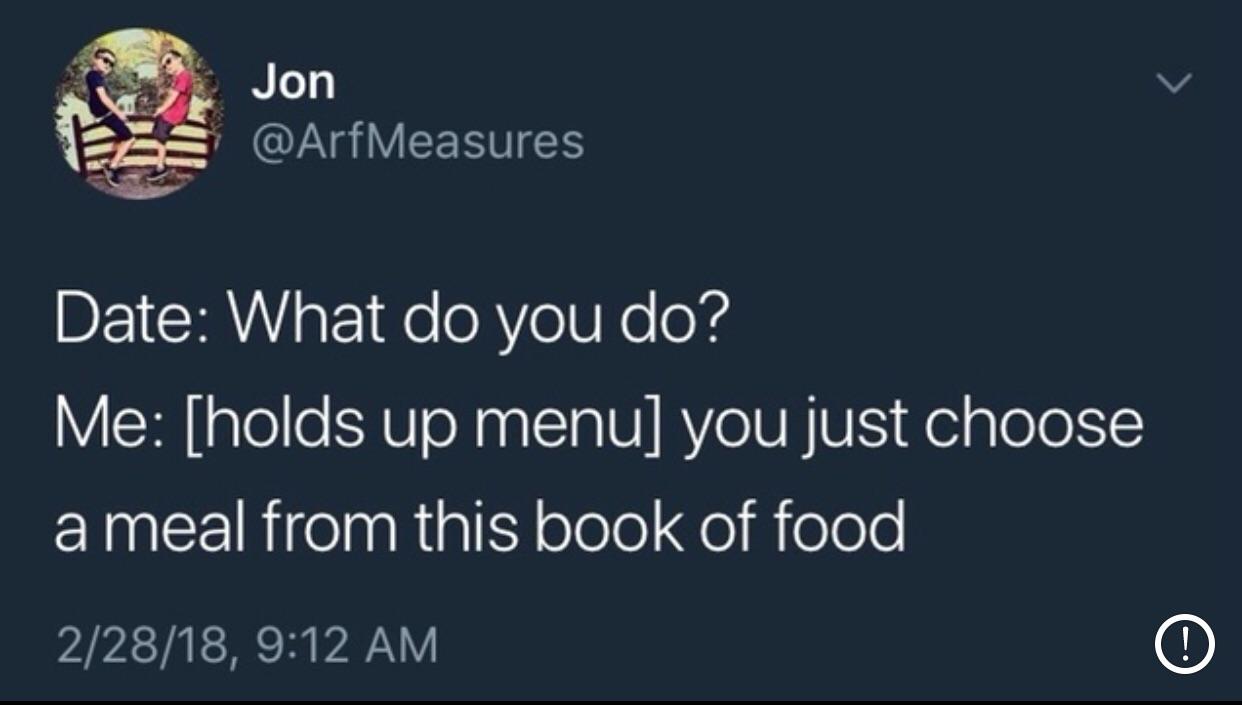 Jon
@ArfMeasures
Date: What do you do?
Me: [holds up menu] you just choose
a meal from this book of food
2/28/18, 9:12 AM